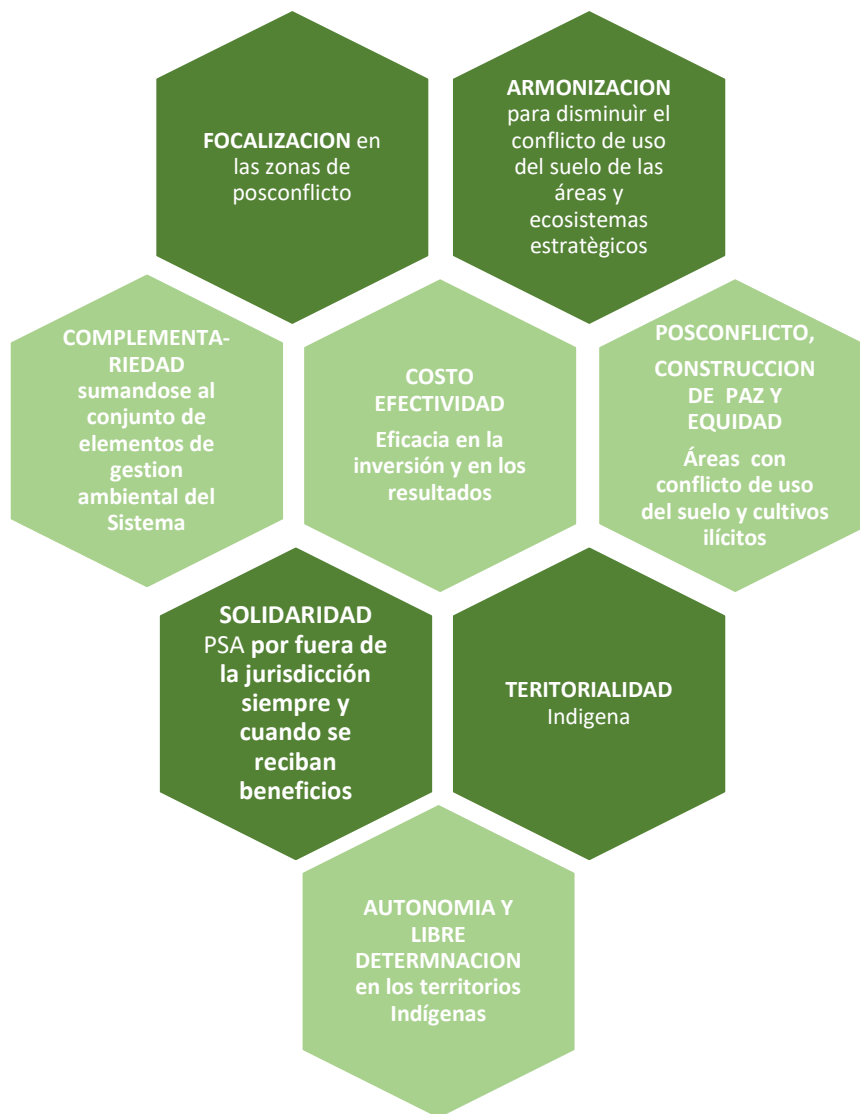 FOCALIZACION en
las zonas de
posconflicto
ARMONIZACION
para disminuìr el
conflicto de uso
del suelo de las
áreas y
ecosistemas
estratègicos
COMPLEMENTA-
RIEDAD
sumandose al
conjunto de
elementos de
gestion
ambiental del
Sistema
COSTO
EFECTIVIDAD
Eficacia en la
inversión y en los
resultados
POSCONFLICTO,
CONSTRUCCION
DE PAZ Y
EQUIDAD
Áreas con
conflicto de uso
del suelo y cultivos
ilícitos
SOLIDARIDAD
PSA por fuera de
la jurisdicción
siempre y
cuando se
reciban
beneficios
TERITORIALIDAD
Indigena
AUTONOMIA Y
LIBRE
DETERMNACION
en los territorios
Indígenas